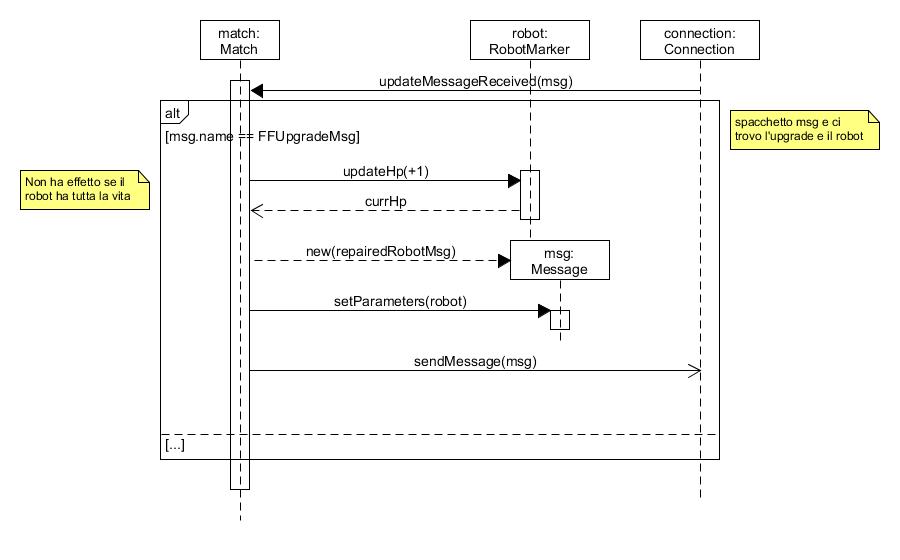 match:
Match
robot:
RobotMarker
connection:
Connection
updateMessageReceived(msg)
alt
[msg.name == FFUpgradeMsg]
spacchetto msg e ci
trovo l'upgrade e il robot
updateHp(+1)
Non ha effetto se il
robot ha tutta la vita
currHp
new(repairedRobotMsg)
msg:
Message
setParameters(robot)
sendMessage(msg)
[...]